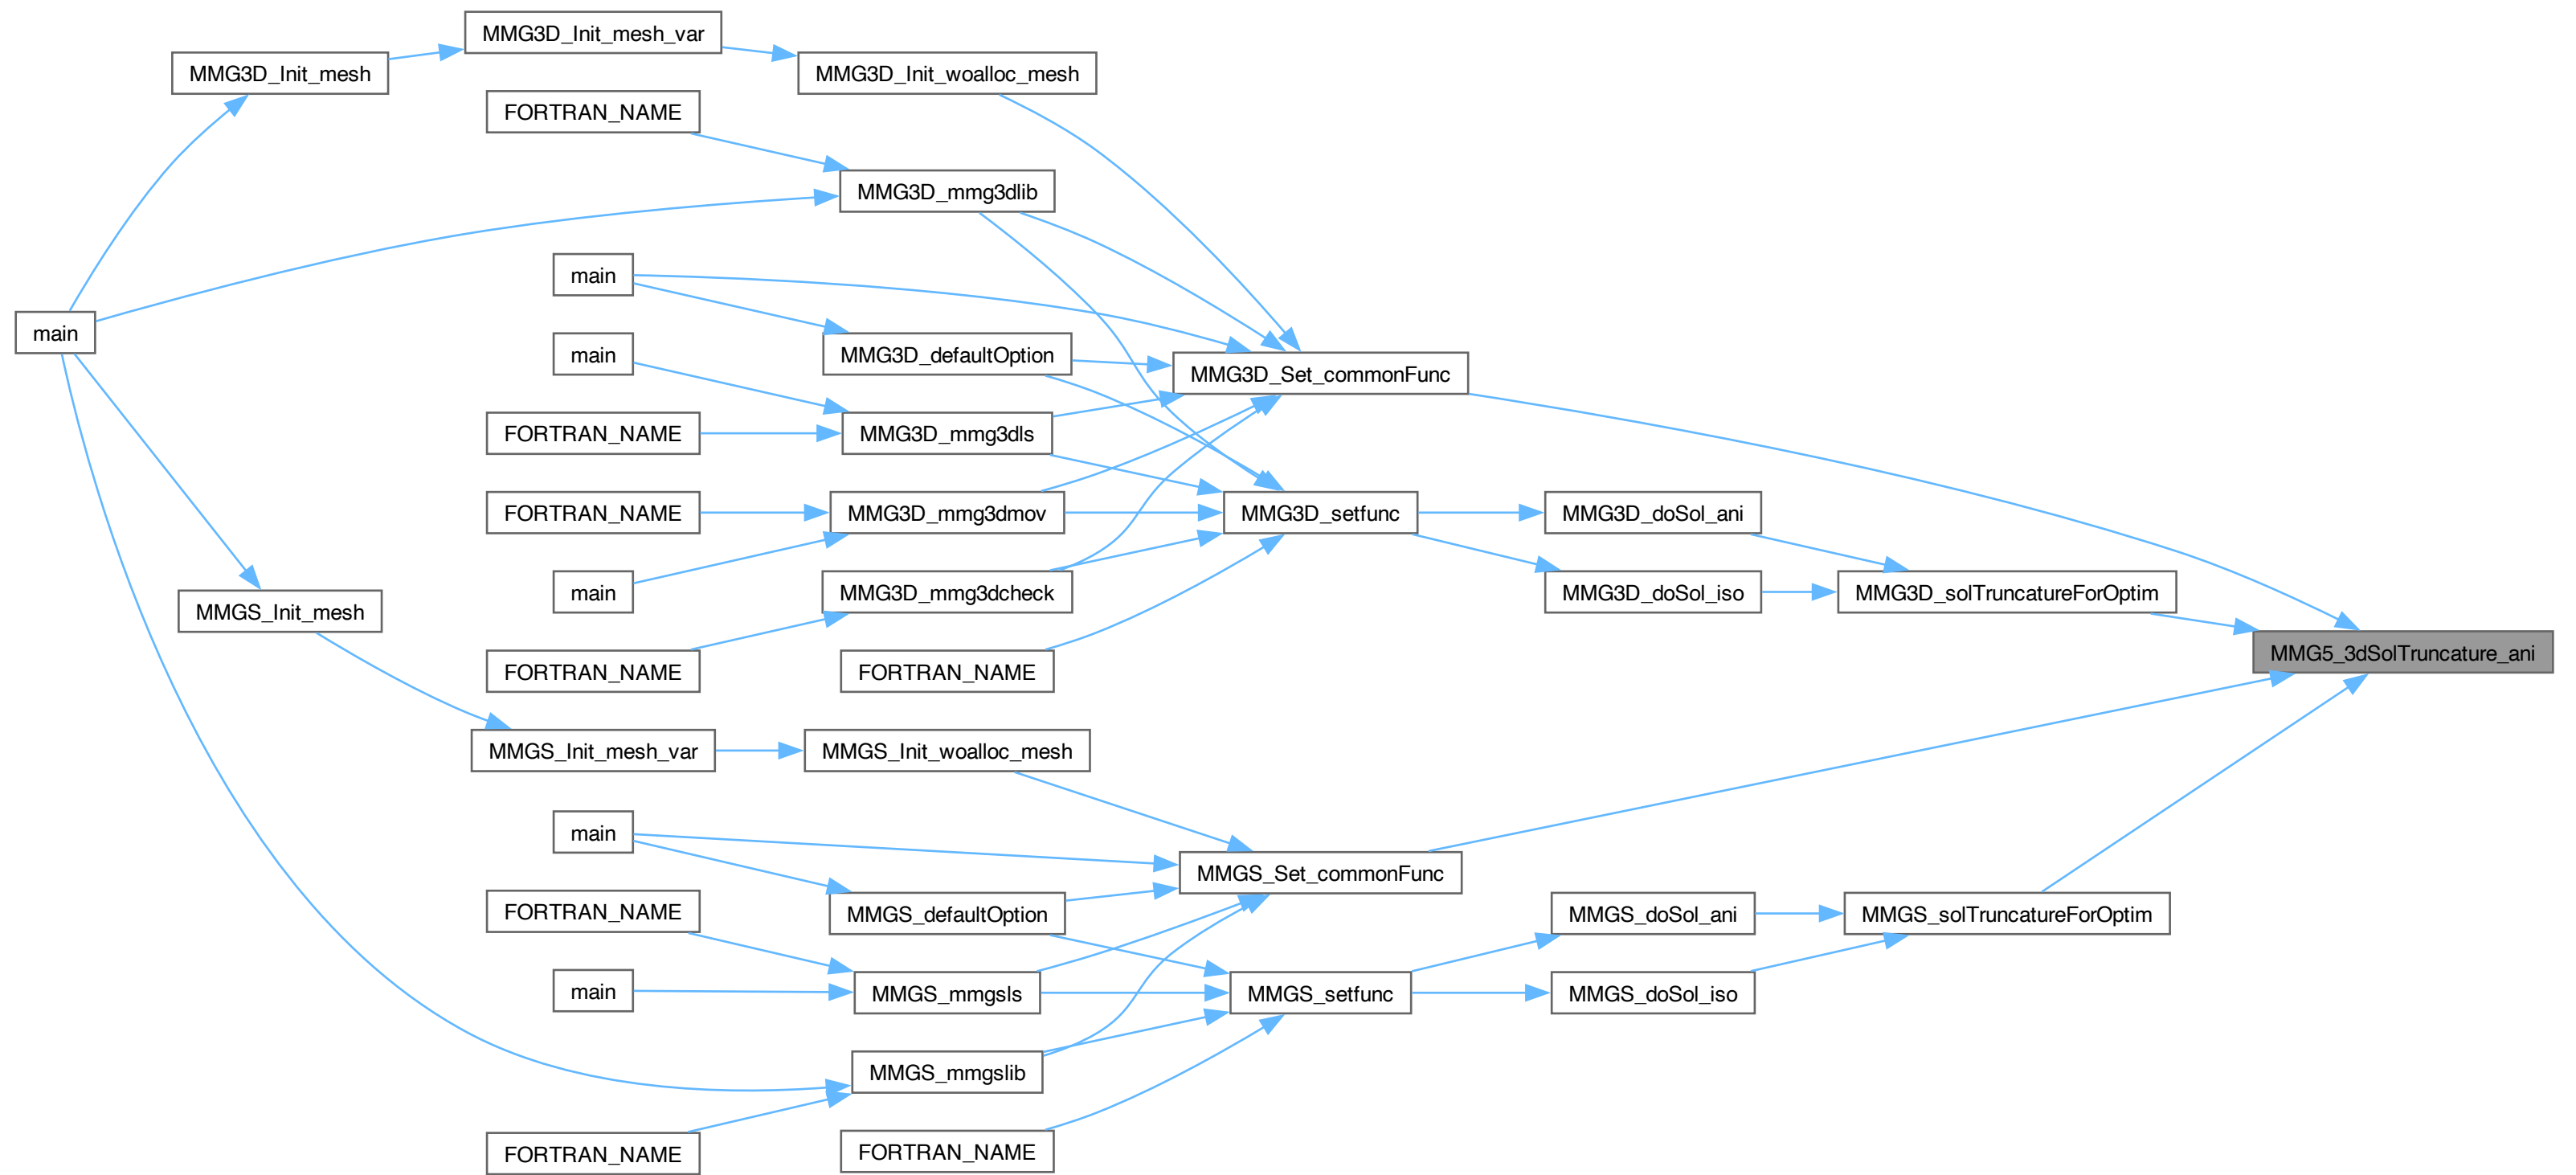 MMG3D_Init_mesh_var
MMG3D_Init_mesh
MMG3D_Init_woalloc_mesh
FORTRAN_NAME
MMG3D_mmg3dlib
main
main
main
MMG3D_defaultOption
MMG3D_Set_commonFunc
FORTRAN_NAME
MMG3D_mmg3dls
FORTRAN_NAME
MMG3D_mmg3dmov
MMG3D_setfunc
MMG3D_doSol_ani
main
MMG3D_mmg3dcheck
MMG3D_doSol_iso
MMG3D_solTruncatureForOptim
MMGS_Init_mesh
MMG5_3dSolTruncature_ani
FORTRAN_NAME
FORTRAN_NAME
MMGS_Init_mesh_var
MMGS_Init_woalloc_mesh
main
MMGS_Set_commonFunc
FORTRAN_NAME
MMGS_defaultOption
MMGS_doSol_ani
MMGS_solTruncatureForOptim
main
MMGS_mmgsls
MMGS_setfunc
MMGS_doSol_iso
MMGS_mmgslib
FORTRAN_NAME
FORTRAN_NAME